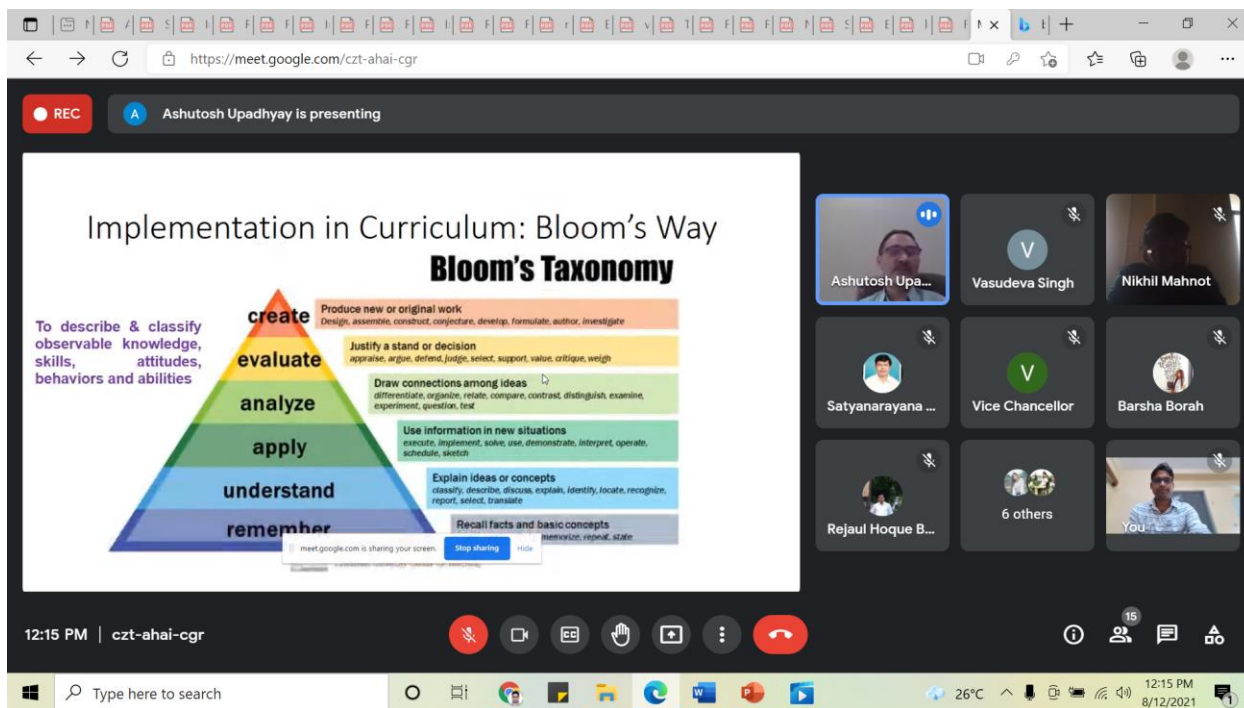 https://meet.google.com/czt-ahai-cgr
REC
A
Ashutosh Upadhyay is presenting
Implementation in Curriculum: Bloom's Way
Bloom's Taxonomy
To describe & classify
observable knowledge,
skills, attitudes,
behaviors and abilities
create
Produce new or original work
Design, assemble, construct, conjecture, develop, formulate, author, investigate
evaluate
Justify a stand or decision
appraise, argue, defend, judge, select, support, value, critique, weigh
analyze
Draw connections among ideas
differentiate, organize, relate, compare, contrast, distinguish, examine,
experiment, question, test
apply
Use information in new situations
execute, implement, solve, use, demonstrate, interpret, operate,
schedule, sketch
understand
Explain ideas or concepts
classify, describe, discuss, explain, identify, locate, recognize,
report, select, translate
remember
Recall facts and basic concepts
memorize, repeat, state
meet.google.com is sharing your screen.
Stop sharing
Hide
Ashutosh Upa...
V
Vasudeva Singh
Nikhil Mahnot
Satyanarayana ...
V
Vice Chancellor
Barsha Borah
Rejaul Hoque B...
6 others
You
12:15 PM | czt-ahai-cgr
CC
15
Type here to search
26°C
12:15 PM
8/12/2021
1